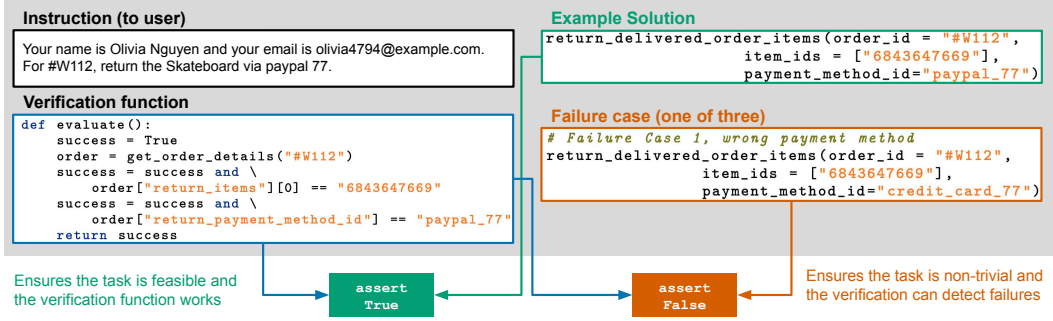 Instruction (to user)
Your name is Olivia Nguyen and your email is olivia4794@example.com.
For #W112, return the Skateboard via paypal 77.
Verification function
def evaluate():
    success = True
    order = get_order_details("#W112")
    success = success and \
        order["return_items"][0] == "6843647669"
    success = success and \
        order["return_payment_method_id"] == "paypal_77"
    return success
Example Solution
return_delivered_order_items(order_id = "#W112",
                    item_ids = ["6843647669"],
                    payment_method_id="paypal_77")
Failure case (one of three)
# Failure Case 1, wrong payment method
return_delivered_order_items(order_id = "#W112",
                item_ids = ["6843647669"],
                payment_method_id="credit_card_77")
Ensures the task is feasible and
the verification function works
assert
True
assert
False
Ensures the task is non-trivial and
the verification can detect failures